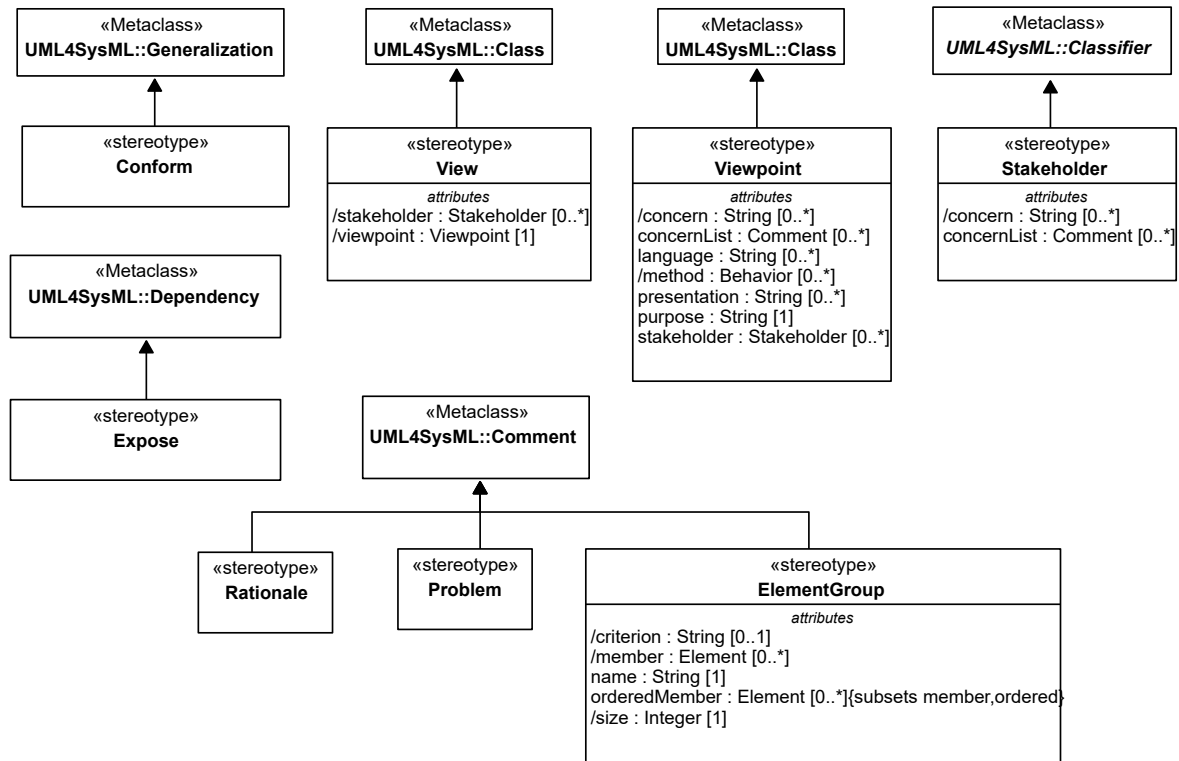 «Metaclass»
UML4SysML::Generalization
«stereotype»
Conform
«Metaclass»
UML4SysML::Class
«stereotype»
View
attributes
/stakeholder : Stakeholder [0..*]
/viewpoint : Viewpoint [1]
«Metaclass»
UML4SysML::Class
«stereotype»
Viewpoint
attributes
/concern : String [0..*]
concernList : Comment [0..*]
language : String [0..*]
/method : Behavior [0..*]
presentation : String [0..*]
purpose : String [1]
stakeholder : Stakeholder [0..*]
«Metaclass»
UML4SysML::Classifier
«stereotype»
Stakeholder
attributes
/concern : String [0..*]
concernList : Comment [0..*]
«Metaclass»
UML4SysML::Dependency
«stereotype»
Expose
«Metaclass»
UML4SysML::Comment
«stereotype»
Rationale
«stereotype»
Problem
«stereotype»
ElementGroup
attributes
/criterion : String [0..1]
/member : Element [0..*]
name : String [1]
orderedMember : Element [0..*]{subsets member,ordered}
/size : Integer [1]